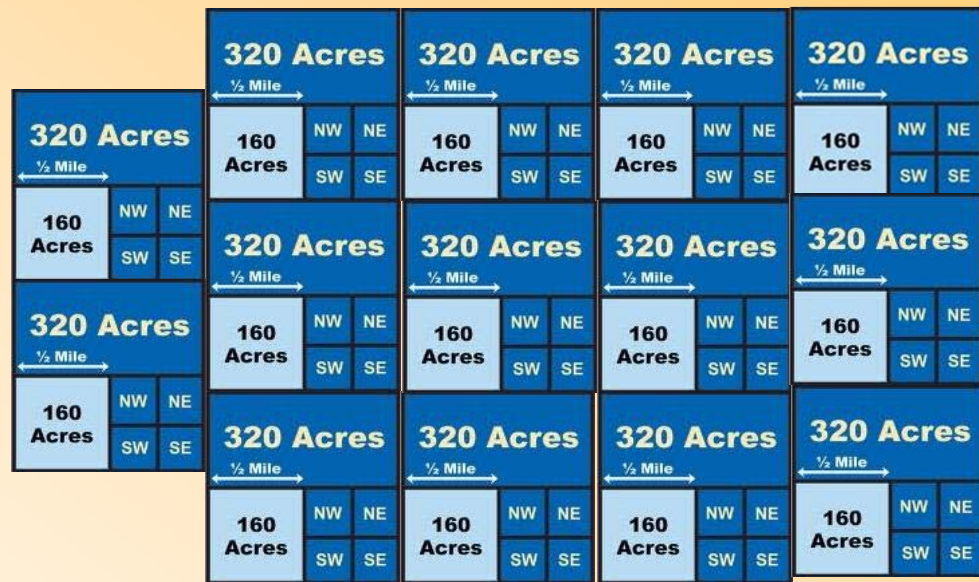 320 Acres
½ Mile
160
Acres
NW NE
SW SE
320 Acres
½ Mile
160
Acres
NW NE
SW SE
320 Acres
½ Mile
160
Acres
NW NE
SW SE
320 Acres
½ Mile
160
Acres
NW NE
SW SE
320 Acres
½ Mile
160
Acres
NW NE
SW SE
320 Acres
½ Mile
160
Acres
NW NE
SW SE
320 Acres
½ Mile
160
Acres
NW NE
SW SE
320 Acres
½ Mile
160
Acres
NW NE
SW SE
320 Acres
½ Mile
160
Acres
NW NE
SW SE
320 Acres
½ Mile
160
Acres
NW NE
SW SE
320 Acres
½ Mile
160
Acres
NW NE
SW SE
320 Acres
½ Mile
160
Acres
NW NE
SW SE
320 Acres
½ Mile
160
Acres
NW NE
SW SE
320 Acres
½ Mile
160
Acres
NW NE
SW SE